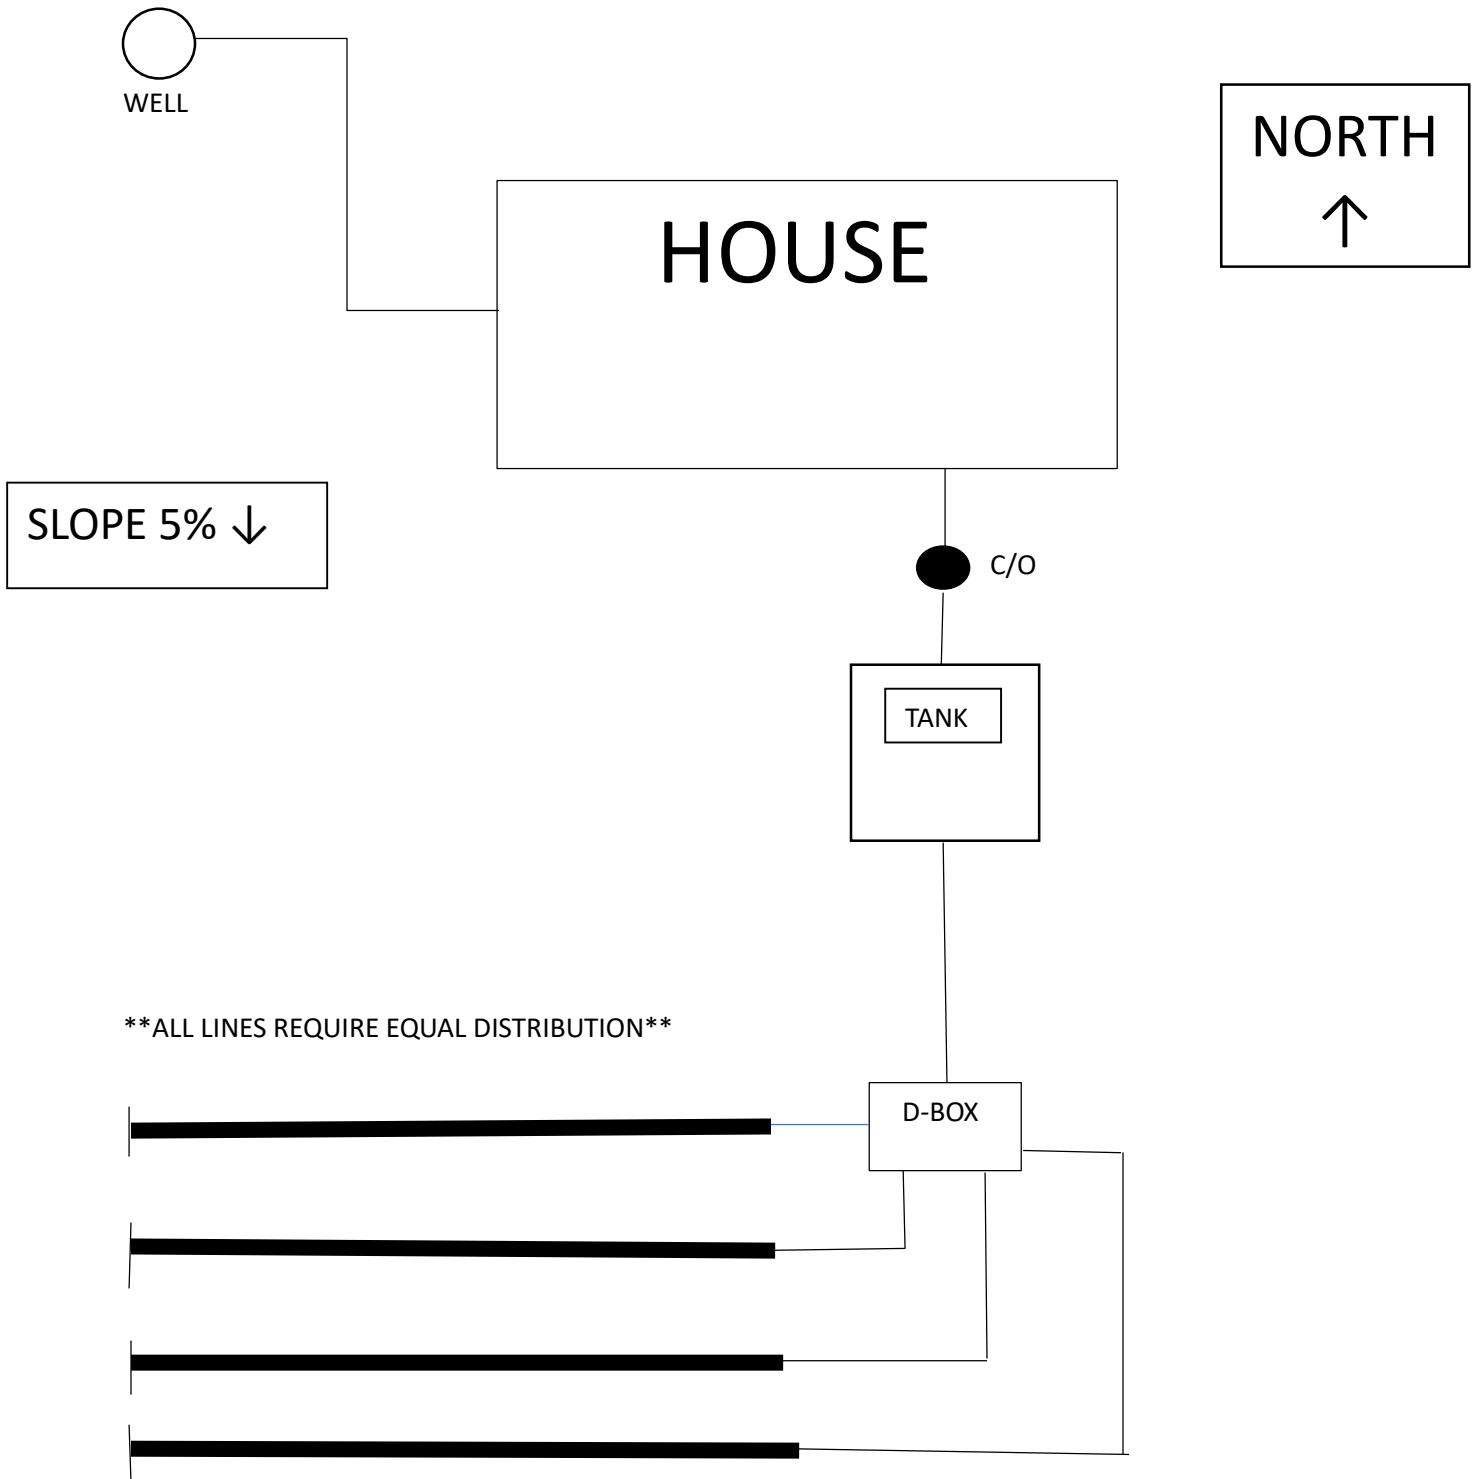 WELL
NORTH
↑
HOUSE
SLOPE 5% ↓
C/O
TANK
**ALL LINES REQUIRE EQUAL DISTRIBUTION**
D-BOX